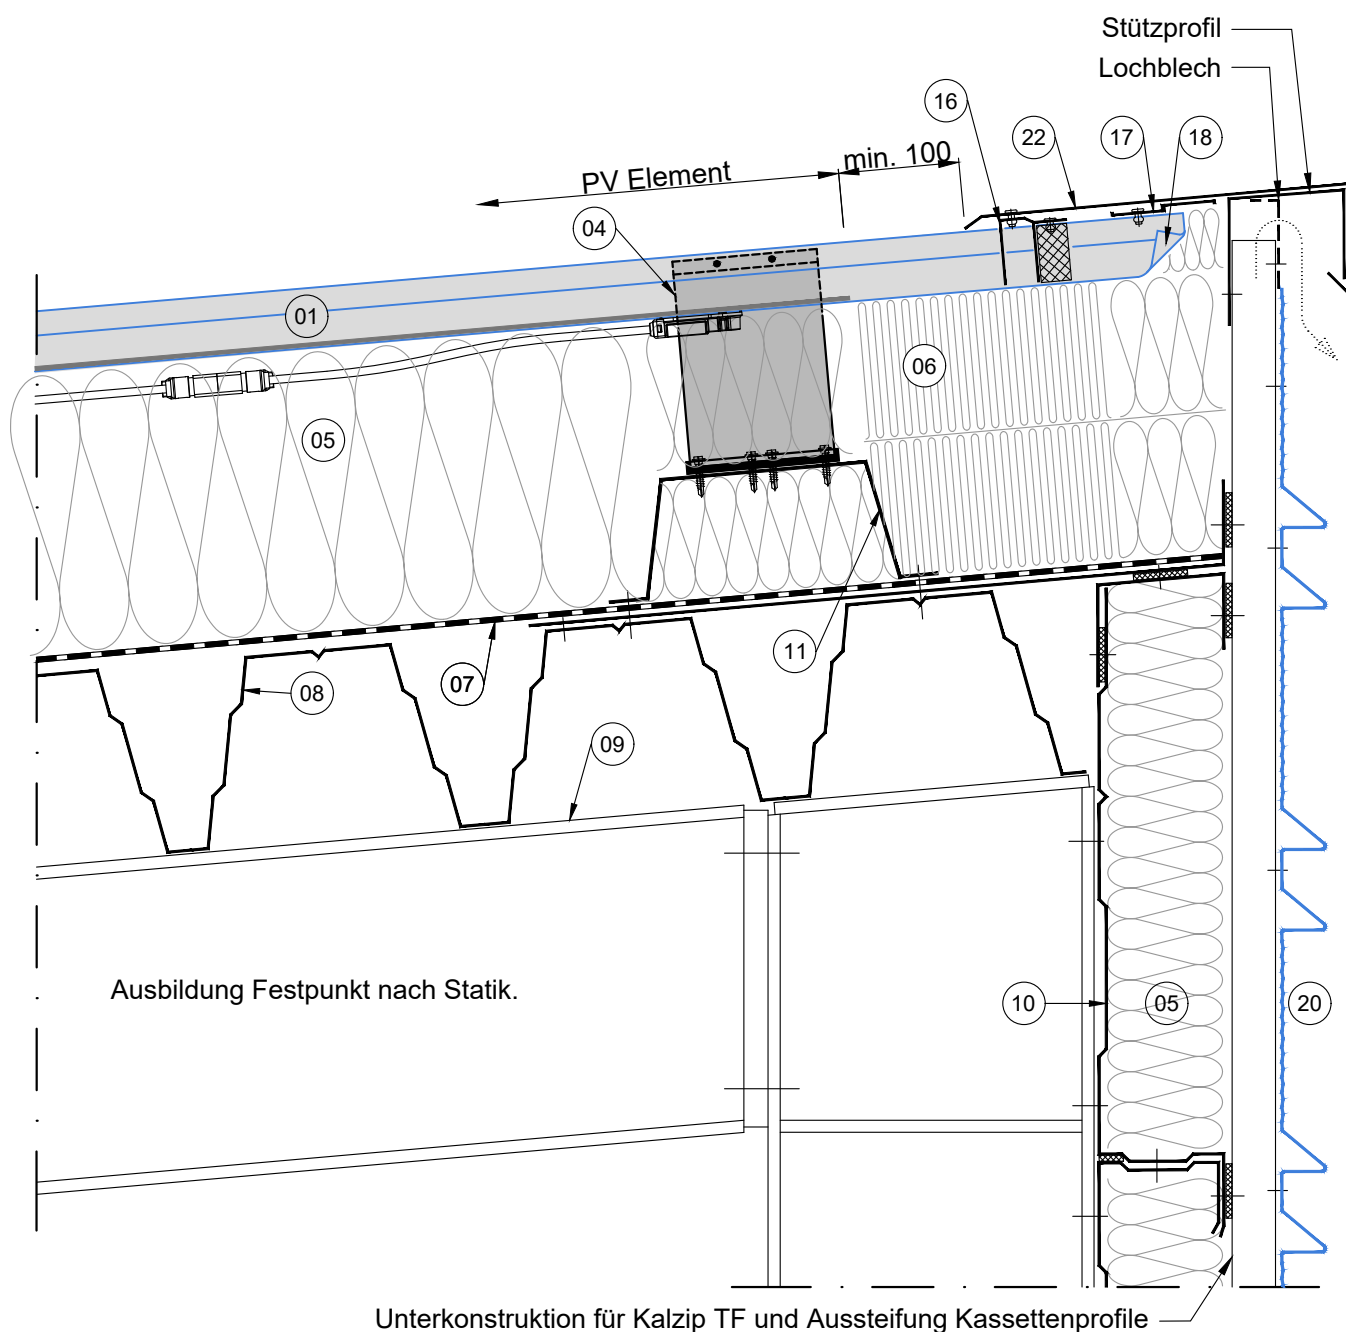 Stützprofil
Lochblech
16
22
17
18
min. 100
PV Element
04
01
06
05
11
07
08
09
Ausbildung Festpunkt nach Statik.
10
05
20
Unterkonstruktion für Kalzip TF und Aussteifung Kassettenprofile